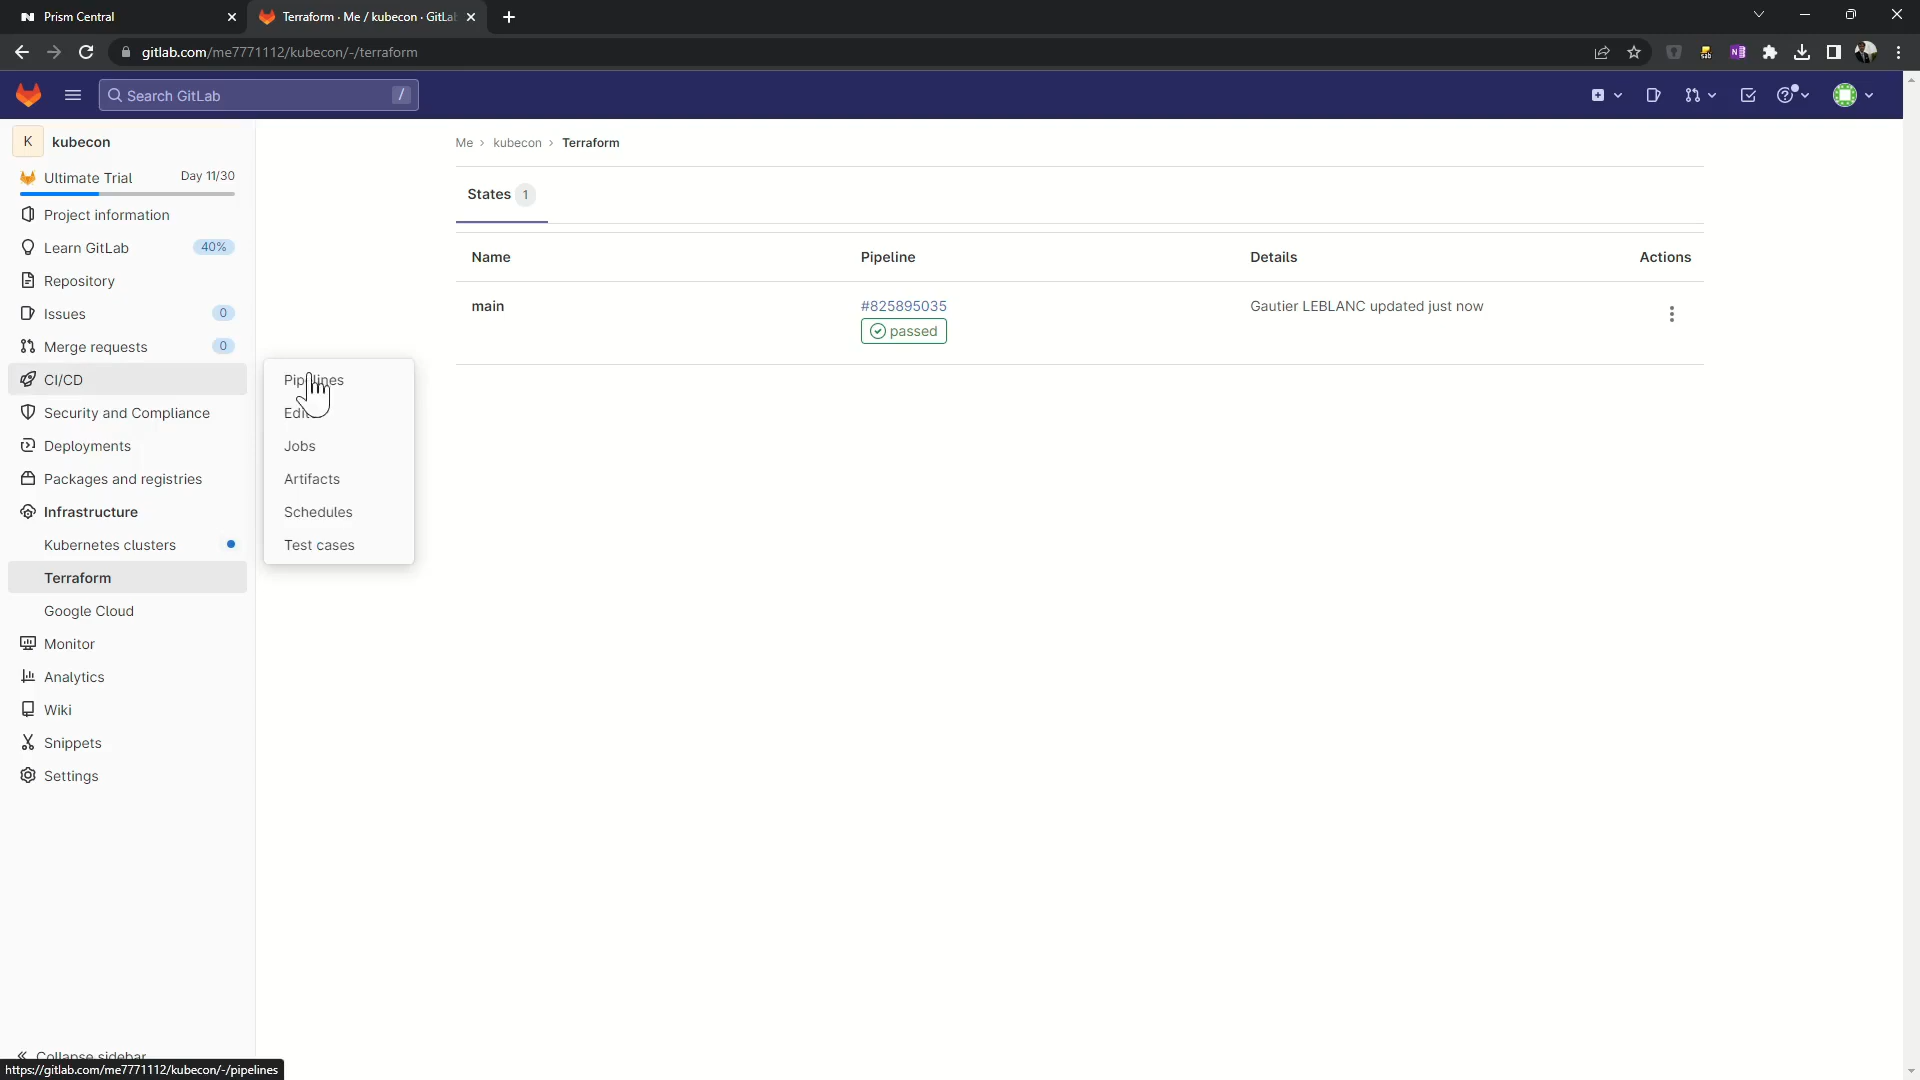 Prism Central
Terraform · Me / kubecon · GitLa
gitlab.com/me7771112/kubecon/-/terraform
Search GitLab
/
K
kubecon
Ultimate Trial
Day 11/30
Project information
Learn GitLab
40%
Repository
Issues
0
Merge requests
0
CI/CD
Security and Compliance
Deployments
Packages and registries
Infrastructure
Kubernetes clusters
Terraform
Google Cloud
Monitor
Analytics
Wiki
Snippets
Settings
Collapse sidebar
https://gitlab.com/me7771112/kubecon/-/pipelines
Pipelines
Jobs
Artifacts
Schedules
Test cases
Me > kubecon > Terraform
States 1
Name Pipeline Details Actions
main #825895035 Gautier LEBLANC updated just now
passed